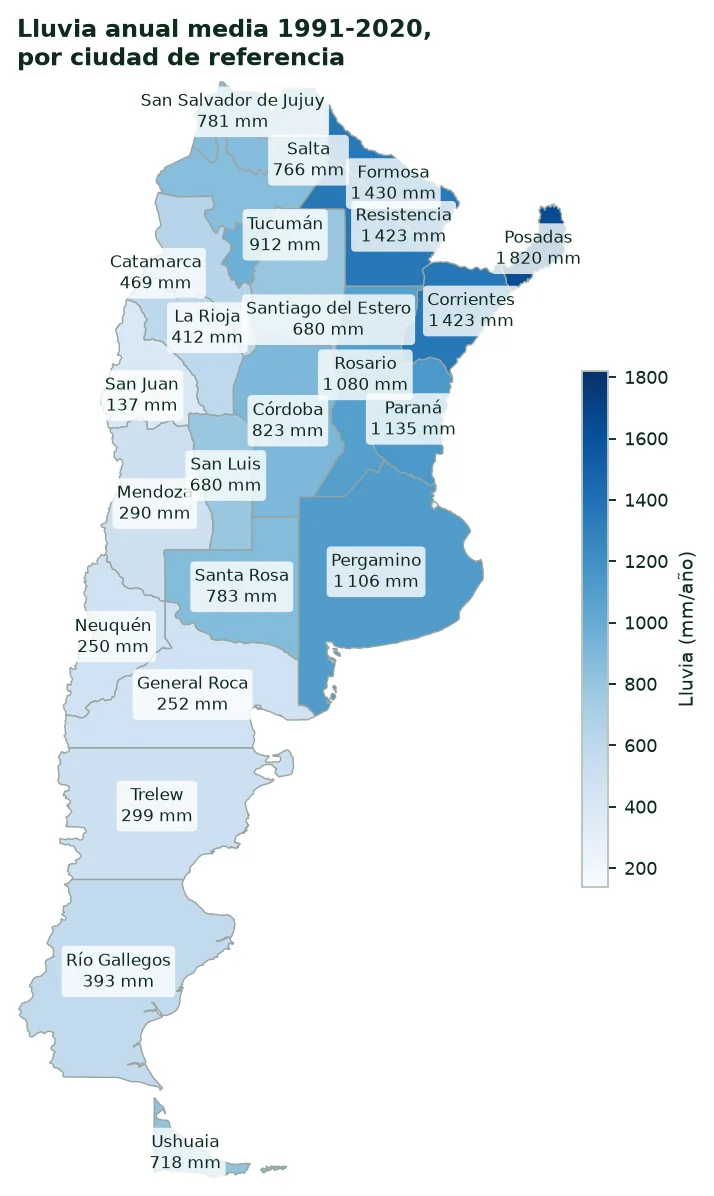 Lluvia anual media 1991-2020,
por ciudad de referencia
San Salvador de Jujuy
781 mm
Salta
766 mm
Formosa
1 430 mm
Resistencia
1 423 mm
Tucumán
912 mm
Posadas
1 820 mm
Catamarca
469 mm
Corrientes
1 423 mm
La Rioja
412 mm
Santiago del Estero
680 mm
Rosario
1 080 mm
San Juan
137 mm
Córdoba
823 mm
Paraná
1 135 mm
San Luis
680 mm
Mendoza
290 mm
Pergamino
1 106 mm
Santa Rosa
783 mm
Neuquén
250 mm
General Roca
252 mm
Trelew
299 mm
Río Gallegos
393 mm
Ushuaia
718 mm
1800
1600
1400
1200
1000
800
600
400
200
Lluvia (mm/año)